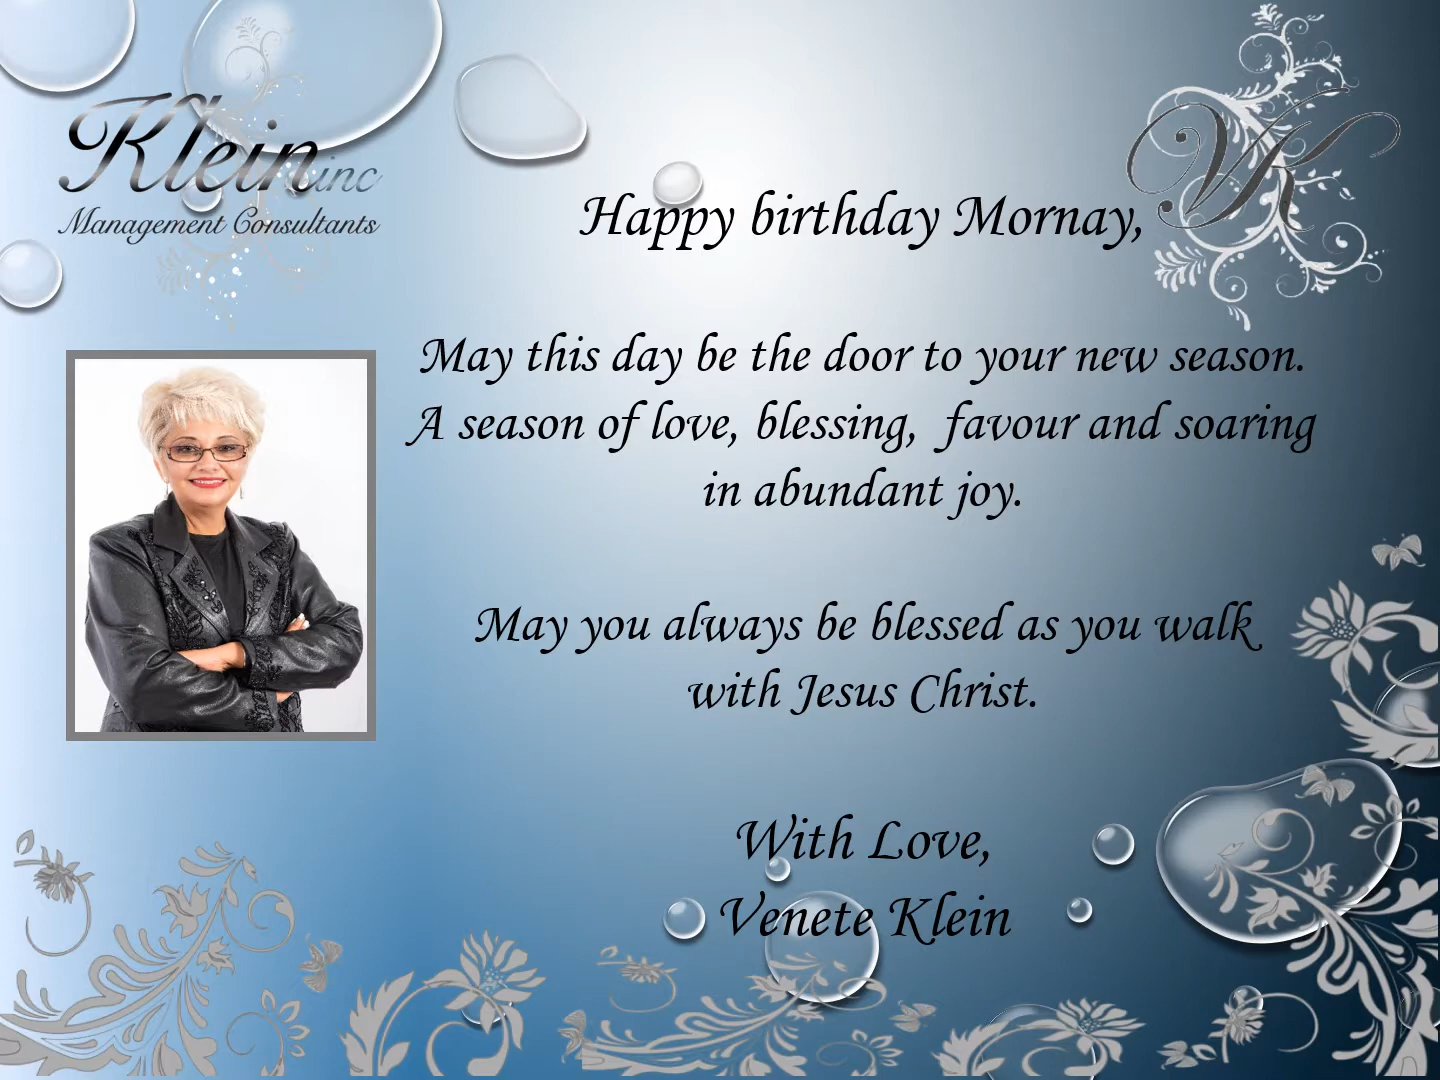 Klein inc
Management Consultants
VK
Happy birthday Mornay,
May this day be the door to your new season.
A season of love, blessing,  favour and soaring
in abundant joy.
May you always be blessed as you walk
with Jesus Christ.
With Love,
Venete Klein